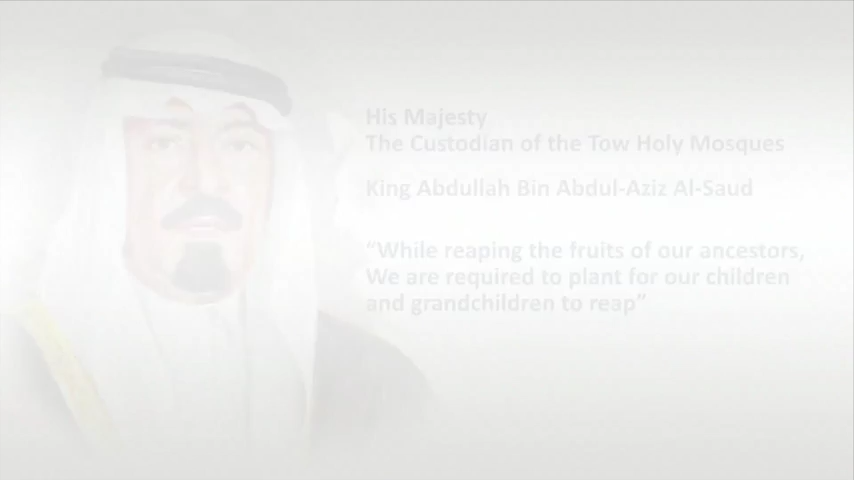 His Majesty
The Custodian of the Tow Holy Mosques
King Abdullah Bin Abdul-Aziz Al-Saud
“While reaping the fruits of our ancestors,
We are required to plant for our children
and grandchildren to reap”